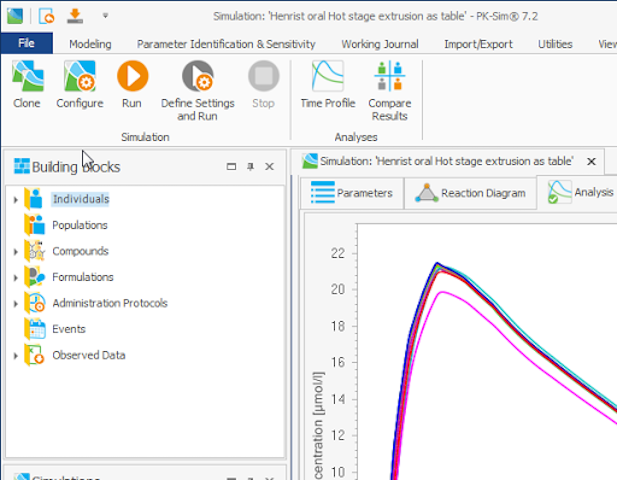 Simulation: 'Henrist oral Hot stage extrusion as table' - PK-Sim® 7.2
File Modeling Parameter Identification & Sensitivity Working Journal Import/Export Utilities View
Clone Configure Run Define Settings and Run Stop Time Profile Compare Results
Simulation Analyses
Building blocks Simulation: 'Henrist oral Hot stage extrusion as table'
Parameters Reaction Diagram Analysis
Individuals
Populations
Compounds
Formulations
Administration Protocols
Events
Observed Data
22
20
18
16
14
12
10
centration [µmol/l]
Simulations